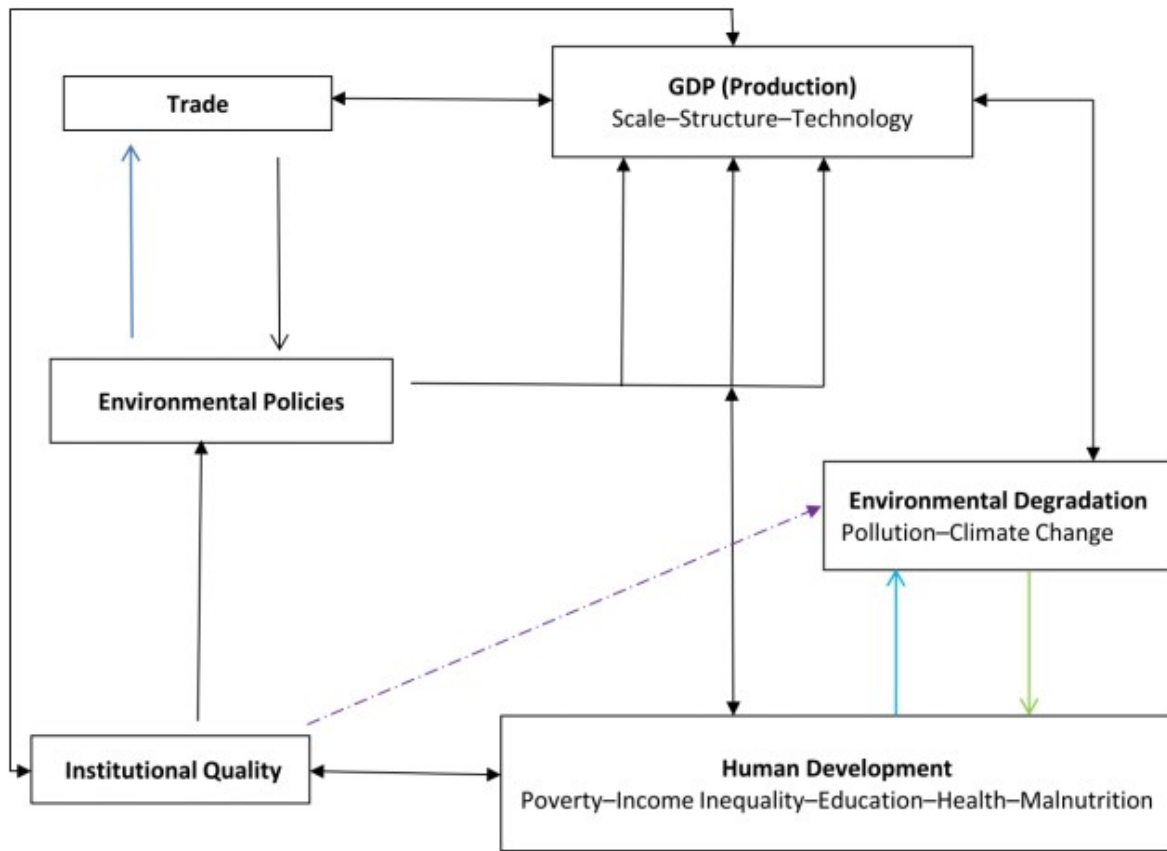 GDP (Production)
Scale–Structure–Technology
Trade
Environmental Policies
Environmental Degradation
Pollution–Climate Change
Institutional Quality
Human Development
Poverty–Income Inequality–Education–Health–Malnutrition